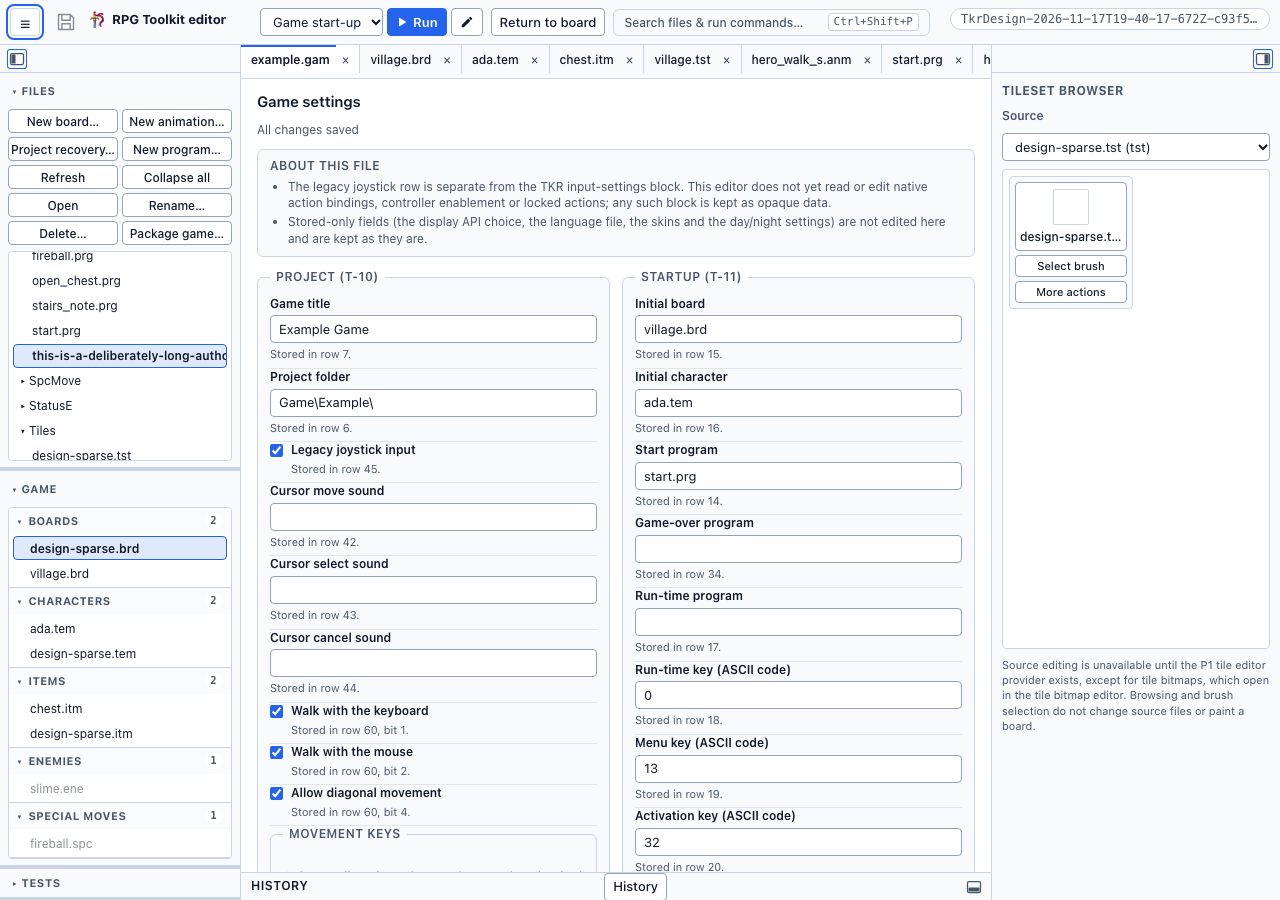 RPG Toolkit editor
Game start-up
Run
Return to board
Search files & run commands...
Ctrl+Shift+P
TkrDesign-2026-11-17T19-40-17-672Z-c93f5…
FILES
New board...
New animation...
Project recovery...
New program...
Refresh
Collapse all
Open
Rename...
Delete...
Package game...
fireball.prg
open_chest.prg
stairs_note.prg
start.prg
this-is-a-deliberately-long-autho
SpcMove
StatusE
Tiles
design-sparse.tst
GAME
BOARDS 2
design-sparse.brd
village.brd
CHARACTERS 2
ada.tem
design-sparse.tem
ITEMS 2
chest.itm
design-sparse.itm
ENEMIES 1
slime.ene
SPECIAL MOVES 1
fireball.spc
TESTS
example.gam ×
village.brd ×
ada.tem ×
chest.itm ×
village.tst ×
hero_walk_s.anm ×
start.prg ×
h
Game settings
All changes saved
ABOUT THIS FILE
• The legacy joystick row is separate from the TKR input-settings block. This editor does not yet read or edit native
action bindings, controller enablement or locked actions; any such block is kept as opaque data.
• Stored-only fields (the display API choice, the language file, the skins and the day/night settings) are not edited here
and are kept as they are.
PROJECT (T-10)
Game title
Example Game
Stored in row 7.
Project folder
Game\Example\
Stored in row 6.
Legacy joystick input
Stored in row 45.
Cursor move sound
Stored in row 42.
Cursor select sound
Stored in row 43.
Cursor cancel sound
Stored in row 44.
Walk with the keyboard
Stored in row 60, bit 1.
Walk with the mouse
Stored in row 60, bit 2.
Allow diagonal movement
Stored in row 60, bit 4.
MOVEMENT KEYS
STARTUP (T-11)
Initial board
village.brd
Stored in row 15.
Initial character
ada.tem
Stored in row 16.
Start program
start.prg
Stored in row 14.
Game-over program
Stored in row 34.
Run-time program
Stored in row 17.
Run-time key (ASCII code)
0
Stored in row 18.
Menu key (ASCII code)
13
Stored in row 19.
Activation key (ASCII code)
32
Stored in row 20.
HISTORY
History
TILESET BROWSER
Source
design-sparse.tst (tst)
design-sparse.t...
Select brush
More actions
Source editing is unavailable until the P1 tile editor
provider exists, except for tile bitmaps, which open
in the tile bitmap editor. Browsing and brush
selection do not change source files or paint a
board.